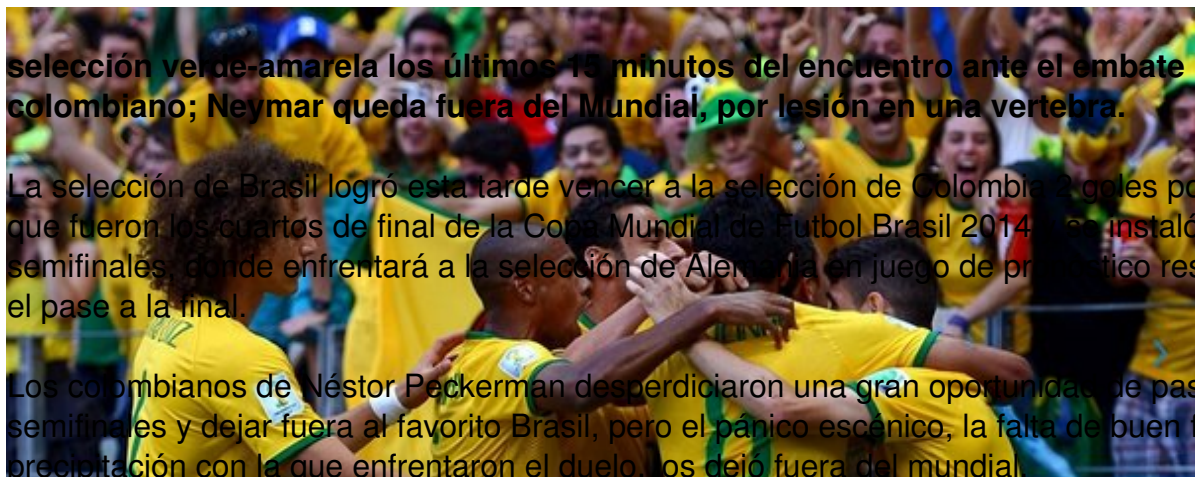 selección verde-amarela los últimos 15 minutos del encuentro ante el embate
colombiano; Neymar queda fuera del Mundial, por lesión en una vertebra.
La selección de Brasil logró esta tarde vencer a la selección de Colombia 2 goles
que fueron los cuartos de final de la Copa Mundial de Futbol Brasil 2014 y se
semifinales, donde enfrentará a la selección de Alemania en juego de
el pase a la final.
Los colombianos de Néstor Peckerman desperdiciaron una gran oportunidad de
semifinales y dejar fuera al favorito Brasil, pero el pánico escénico, la falta de buen
precipitación con la que enfrentaron el duelo, los dejó fuera del mundial.